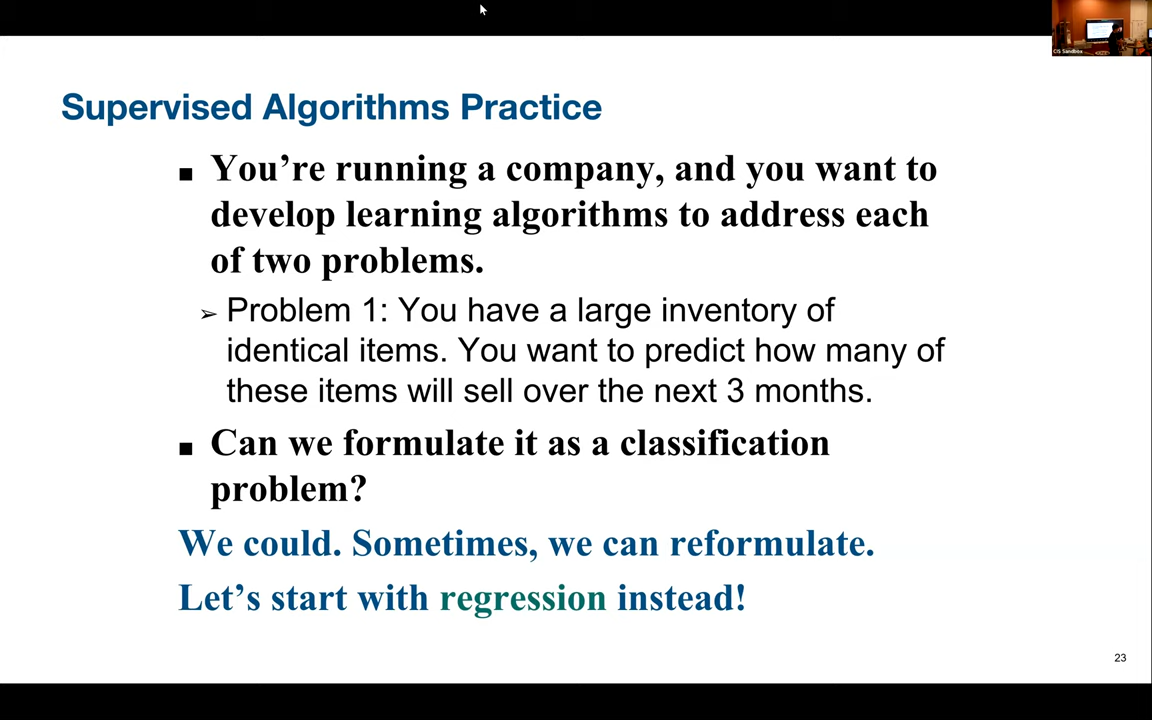 CIS Sandbox
Supervised Algorithms Practice
■ You’re running a company, and you want to
develop learning algorithms to address each
of two problems.
➢ Problem 1: You have a large inventory of
identical items. You want to predict how many of
these items will sell over the next 3 months.
■ Can we formulate it as a classification
problem?
We could. Sometimes, we can reformulate.
Let’s start with regression instead!
23